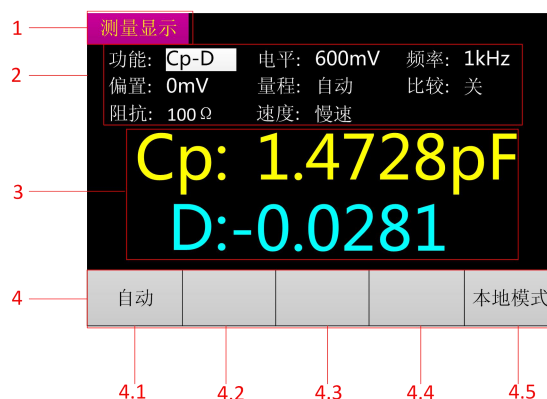 1 测量显示
2 功能: Cp-D 电平: 600mV 频率: 1kHz
偏置: 0mV 量程: 自动 比较: 关
阻抗: 100Ω 速度: 慢速
3 Cp: 1.4728pF
D:-0.0281
4 自动 本地模式
4.1 4.2 4.3 4.4 4.5